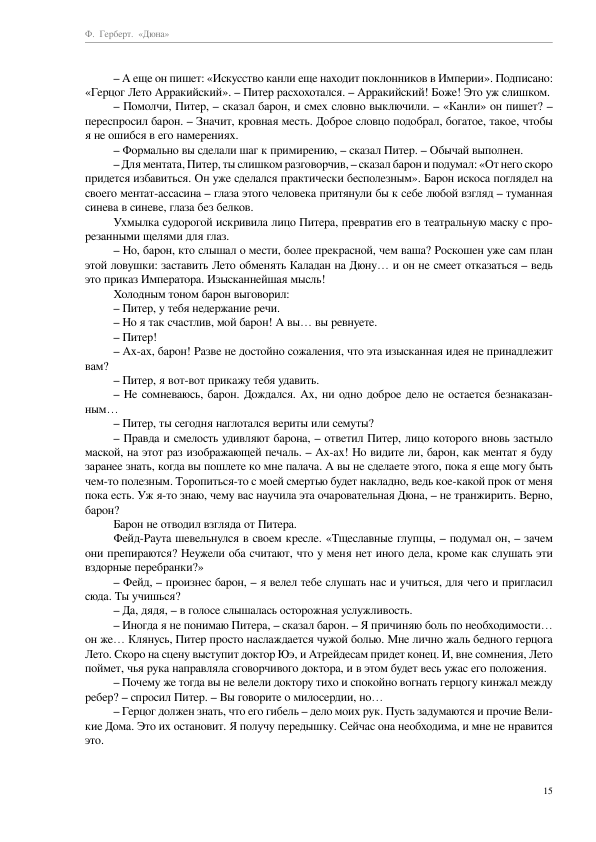 Ф. Герберт. «Дюна»
– А еще он пишет: «Искусство канли еще находит поклонников в Империи». Подписано:
«Герцог Лето Арракийский». – Питер расхохотался. – Арракийский! Боже! Это уж слишком.
– Помолчи, Питер, – сказал барон, и смех словно выключили. – «Канли» он пишет? –
переспросил барон. – Значит, кровная месть. Доброе словцо подобрал, богатое, такое, чтобы
я не ошибся в его намерениях.
– Формально вы сделали шаг к примирению, – сказал Питер. – Обычай выполнен.
– Для ментата, Питер, ты слишком разговорчив, – сказал барон и подумал: «От него скоро
придется избавиться. Он уже сделался практически бесполезным». Барон искоса поглядел на
своего ментат-ассасина – глаза этого человека притянули бы к себе любой взгляд – туманная
синева в синеве, глаза без белков.
Ухмылка судорогой искривила лицо Питера, превратив его в театральную маску с про-
резанными щелями для глаз.
– Но, барон, кто слышал о мести, более прекрасной, чем ваша? Роскошен уже сам план
этой ловушки: заставить Лето обменять Каладан на Дюну… и он не смеет отказаться – ведь
это приказ Императора. Изысканнейшая мысль!
Холодным тоном барон выговорил:
– Питер, у тебя недержание речи.
– Но я так счастлив, мой барон! А вы… вы ревнуете.
– Питер!
– Ах-ах, барон! Разве не достойно сожаления, что эта изысканная идея не принадлежит
вам?
– Питер, я вот-вот прикажу тебя удавить.
– Не сомневаюсь, барон. Дождался. Ах, ни одно доброе дело не остается безнаказан-
ным…
– Питер, ты сегодня наглотался вериты или семуты?
– Правда и смелость удивляют барона, – ответил Питер, лицо которого вновь застыло
маской, на этот раз изображающей печаль. – Ах-ах! Но видите ли, барон, как ментат я буду
заранее знать, когда вы пошлете ко мне палача. А вы не сделаете этого, пока я еще могу быть
чем-то полезным. Торопиться-то с моей смертью будет накладно, ведь кое-какой прок от меня
пока есть. Уж я-то знаю, чему вас научила эта очаровательная Дюна, – не транжирить. Верно,
барон?
Барон не отводил взгляда от Питера.
Фейд-Раута шевельнулся в своем кресле. «Тщеславные глупцы, – подумал он, – зачем
они препираются? Неужели оба считают, что у меня нет иного дела, кроме как слушать эти
вздорные перебранки?»
– Фейд, – произнес барон, – я велел тебе слушать нас и учиться, для чего и пригласил
сюда. Ты учишься?
– Да, дядя, – в голосе слышалась осторожная услужливость.
– Иногда я не понимаю Питера, – сказал барон. – Я причиняю боль по необходимости…
он же… Клянусь, Питер просто наслаждается чужой болью. Мне лично жаль бедного герцога
Лето. Скоро на сцену выступит доктор Юэ, и Атрейдесам придет конец. И, вне сомнения, Лето
поймет, чья рука направляла сговорчивого доктора, и в этом будет весь ужас его положения.
– Почему же тогда вы не велели доктору тихо и спокойно вогнать герцогу кинжал между
ребер? – спросил Питер. – Вы говорите о милосердии, но…
– Герцог должен знать, что его гибель – дело моих рук. Пусть задумаются и прочие Вели-
кие Дома. Это их остановит. Я получу передышку. Сейчас она необходима, и мне не нравится
это.
15